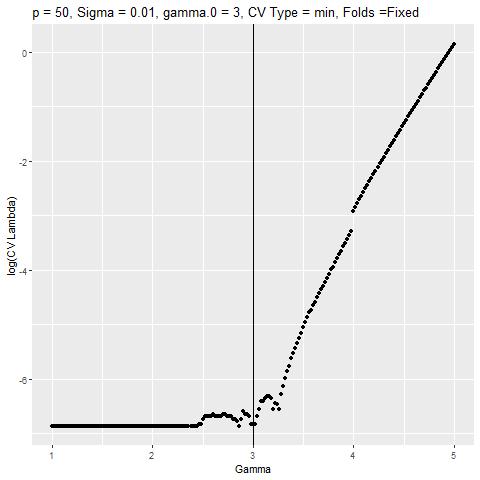 p = 50, Sigma = 0.01, gamma.0 = 3, CV Type = min, Folds =Fixed
0
-2
-4
-6
log(CV Lambda)
1 2 3 4 5
Gamma